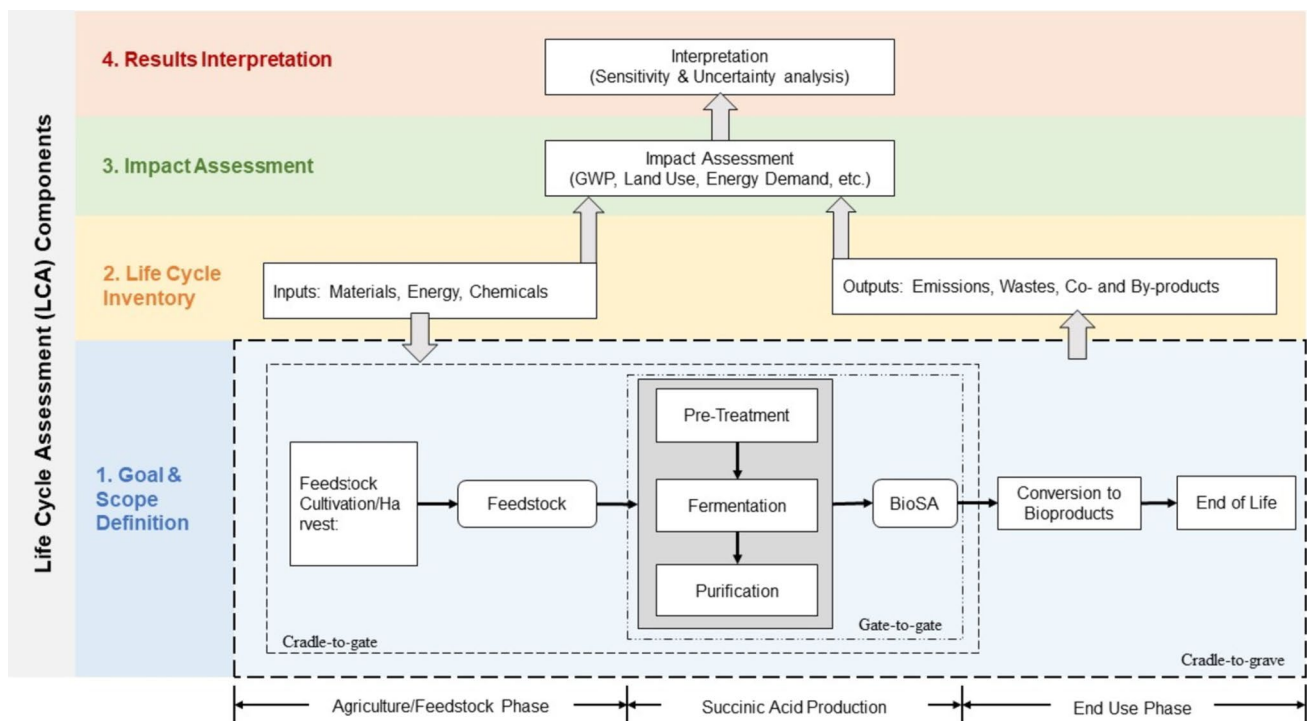 Life Cycle Assessment (LCA) Components
4. Results Interpretation
Interpretation
(Sensitivity & Uncertainty analysis)
3. Impact Assessment
Impact Assessment
(GWP, Land Use, Energy Demand, etc.)
2. Life Cycle
Inventory
Inputs: Materials, Energy, Chemicals
Outputs: Emissions, Wastes, Co- and By-products
1. Goal &
Scope
Definition
Feedstock
Cultivation/Ha
rvest:
Feedstock
Pre-Treatment
Fermentation
Purification
BioSA
Conversion to
Bioproducts
End of Life
Cradle-to-gate
Gate-to-gate
Cradle-to-grave
Agriculture/Feedstock Phase
Succinic Acid Production
End Use Phase